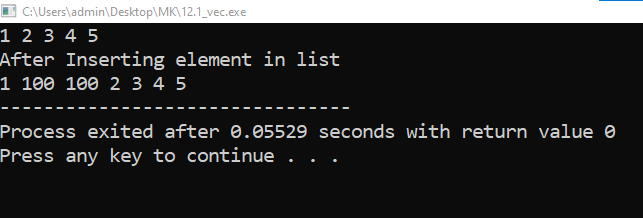 C:\Users\admin\Desktop\MK\12.1_vec.exe
1 2 3 4 5
After Inserting element in list
1 100 100 2 3 4 5
--------------------------------
Process exited after 0.05529 seconds with return value 0
Press any key to continue . . .